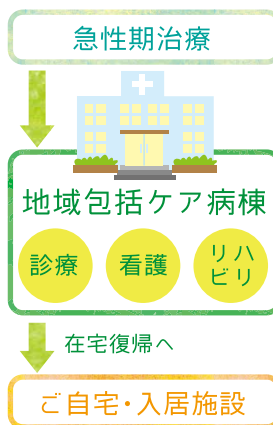 急性期治療
地域包括ケア病棟
診療
看護
リハ
ビリ
在宅復帰へ
ご自宅・入居施設